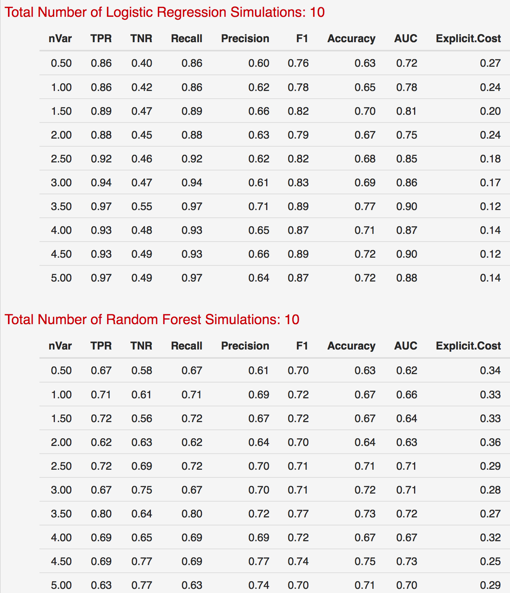 Total Number of Logistic Regression Simulations: 10
nVar TPR TNR Recall Precision F1 Accuracy AUC Explicit.Cost
0.50 0.86 0.40 0.86 0.60 0.76 0.63 0.72 0.27
1.00 0.86 0.42 0.86 0.62 0.78 0.65 0.78 0.24
1.50 0.89 0.47 0.89 0.66 0.82 0.70 0.81 0.20
2.00 0.88 0.45 0.88 0.63 0.79 0.67 0.75 0.24
2.50 0.92 0.46 0.92 0.62 0.82 0.68 0.85 0.18
3.00 0.94 0.47 0.94 0.61 0.83 0.69 0.86 0.17
3.50 0.97 0.55 0.97 0.71 0.89 0.77 0.90 0.12
4.00 0.93 0.48 0.93 0.65 0.87 0.71 0.87 0.14
4.50 0.93 0.49 0.93 0.66 0.89 0.72 0.90 0.12
5.00 0.97 0.49 0.97 0.64 0.87 0.72 0.88 0.14
Total Number of Random Forest Simulations: 10
nVar TPR TNR Recall Precision F1 Accuracy AUC Explicit.Cost
0.50 0.67 0.58 0.67 0.61 0.70 0.63 0.62 0.34
1.00 0.71 0.61 0.71 0.69 0.72 0.67 0.66 0.33
1.50 0.72 0.56 0.72 0.67 0.72 0.67 0.64 0.33
2.00 0.62 0.63 0.62 0.64 0.70 0.64 0.63 0.36
2.50 0.72 0.69 0.72 0.70 0.71 0.71 0.71 0.29
3.00 0.67 0.75 0.67 0.70 0.71 0.72 0.71 0.28
3.50 0.80 0.64 0.80 0.72 0.77 0.73 0.72 0.27
4.00 0.69 0.65 0.69 0.69 0.72 0.67 0.67 0.32
4.50 0.69 0.77 0.69 0.77 0.74 0.75 0.73 0.25
5.00 0.63 0.77 0.63 0.74 0.70 0.71 0.70 0.29